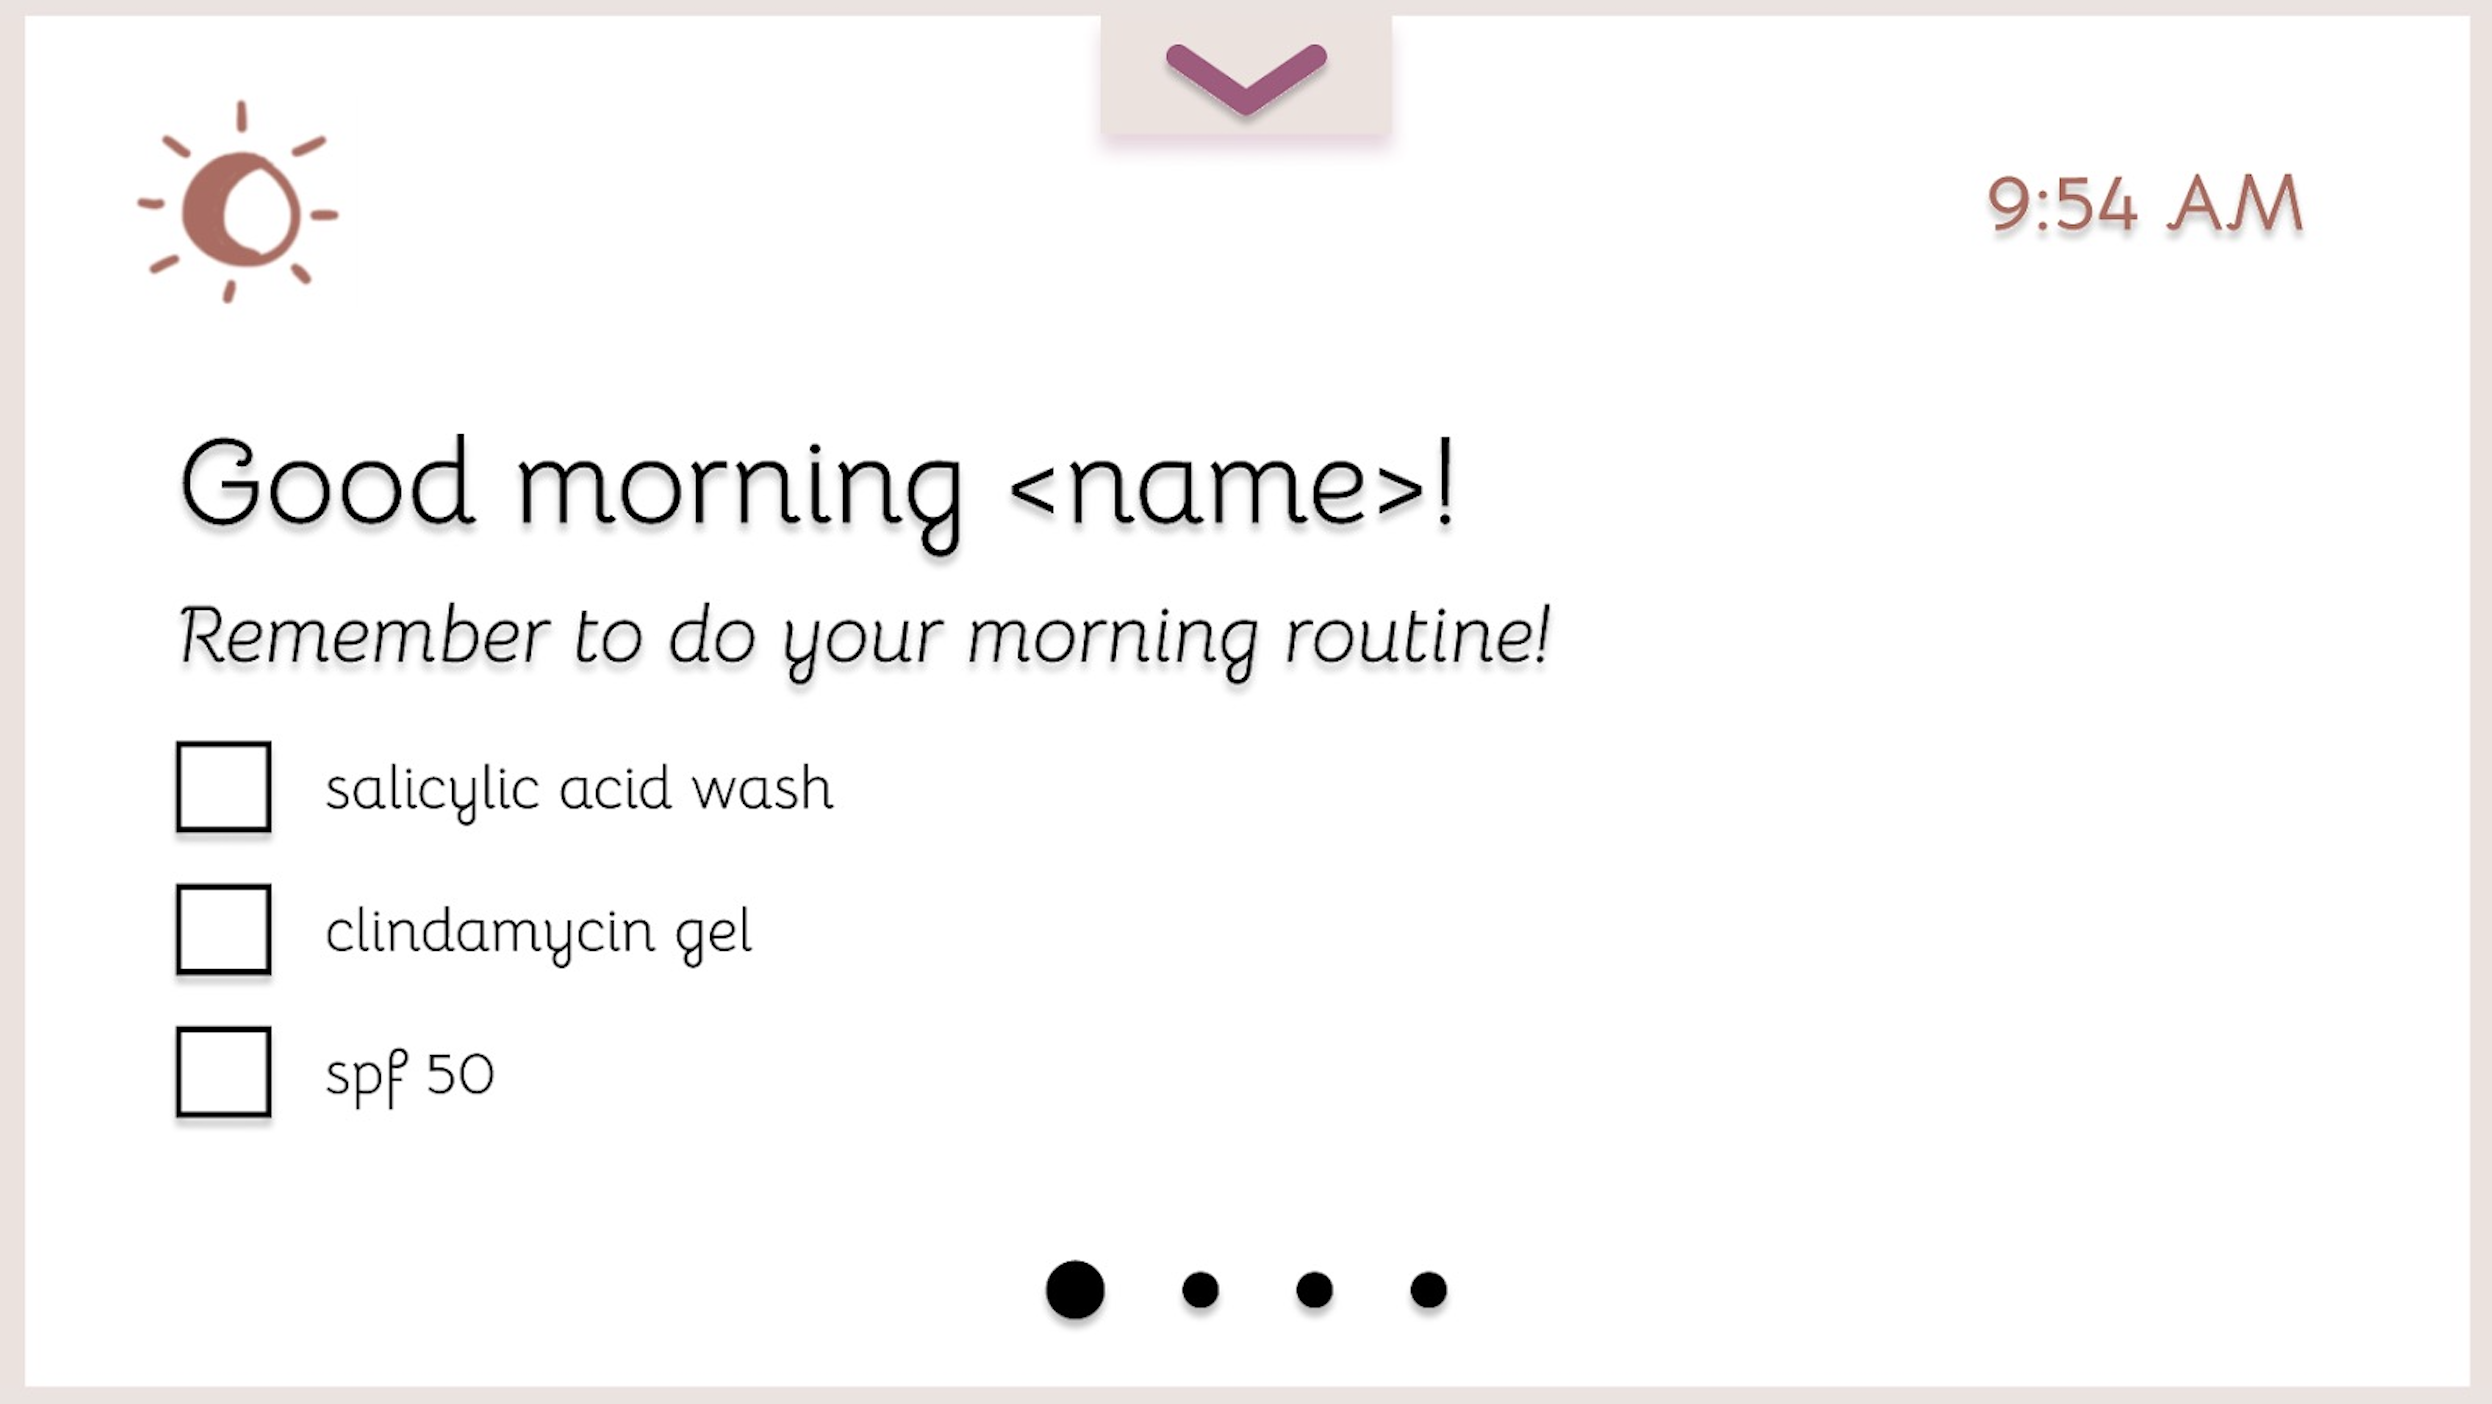 9:54 AM
Good morning <name>!
Remember to do your morning routine!
salicylic acid wash
clindamycin gel
spf 50